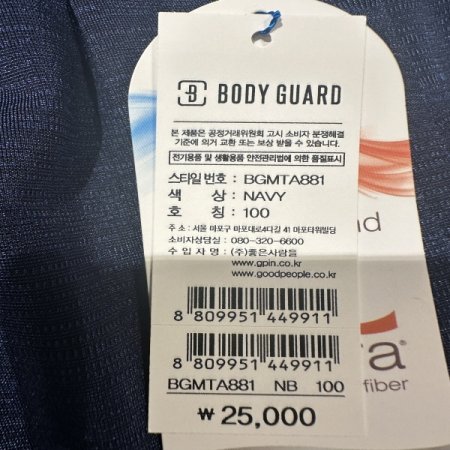 BODY GUARD
본 제품은 공정거래위원회 고시 소비자 분쟁해결
기준에 의거 교환 또는 보상 받을 수 있습니다.
전기용품 및 생활용품 안전관리법에 의한 품질표시
스타일번호 : BGMTA881
색 상 : NAVY
호 칭 : 100
주 소 : 서울 마포구 마포대로4다길 41 마포타워빌딩
소비자상담실 : 080-320-6600
수 입 자 명 : (주)좋은사람들
www.gpin.co.kr
www.goodpeople.co.kr
8 809951 449911
8 809951 449911
BGMTA881 NB 100
₩ 25,000
nd
ra®
fiber